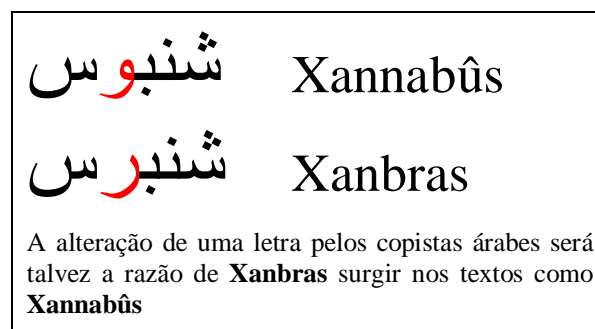 شنبوس Xannabûs
شنبرس Xanbras
A alteração de uma letra pelos copistas árabes será
talvez a razão de Xanbras surgir nos textos como
Xannabûs